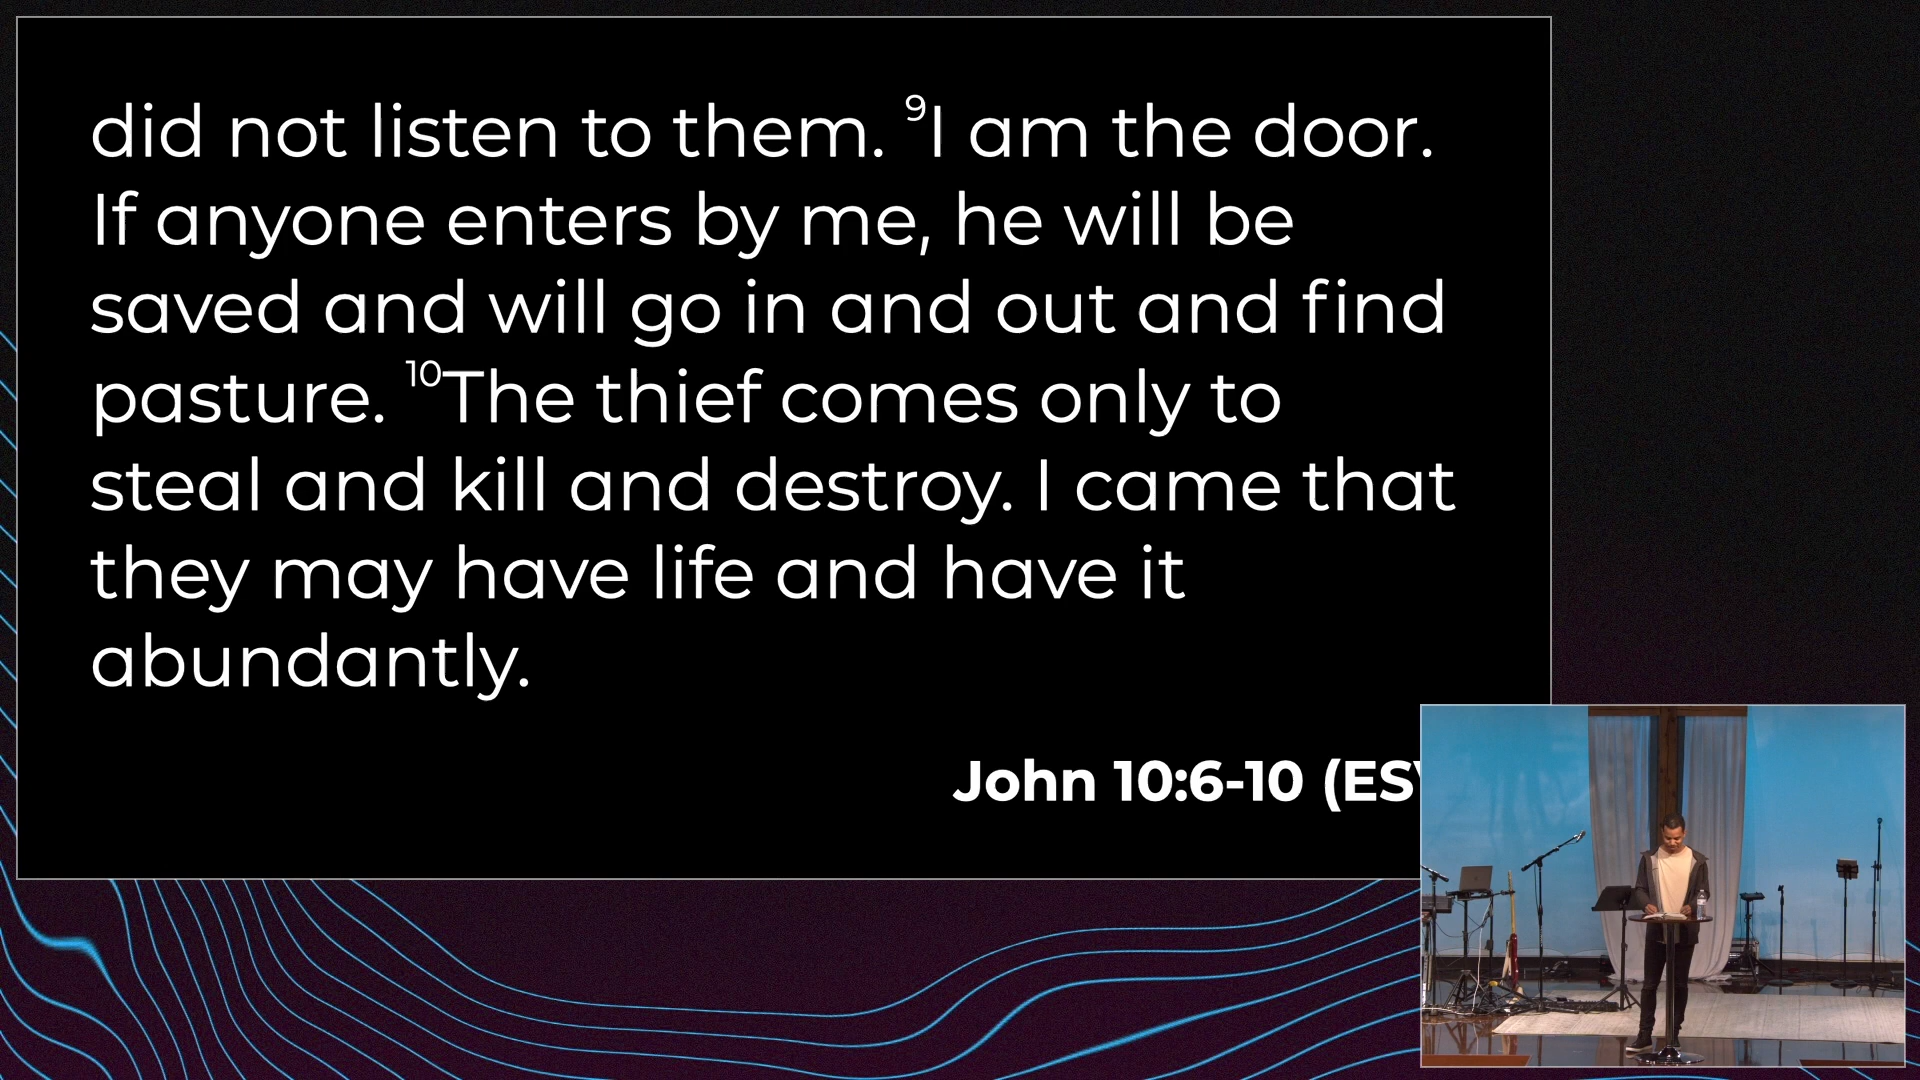 did not listen to them. ⁹I am the door.
If anyone enters by me, he will be
saved and will go in and out and find
pasture. ¹⁰The thief comes only to
steal and kill and destroy. I came that
they may have life and have it
abundantly.
John 10:6-10 (ES